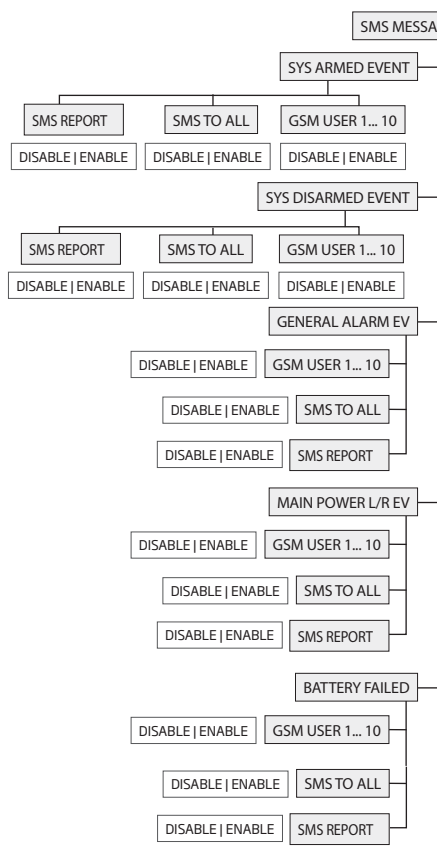 SMS MESSA
SYS ARMED EVENT
SMS REPORT SMS TO ALL GSM USER 1... 10
DISABLE | ENABLE DISABLE | ENABLE DISABLE | ENABLE
SYS DISARMED EVENT
SMS REPORT SMS TO ALL GSM USER 1... 10
DISABLE | ENABLE DISABLE | ENABLE DISABLE | ENABLE
GENERAL ALARM EV
DISABLE | ENABLE GSM USER 1... 10
DISABLE | ENABLE SMS TO ALL
DISABLE | ENABLE SMS REPORT
MAIN POWER L/R EV
DISABLE | ENABLE GSM USER 1... 10
DISABLE | ENABLE SMS TO ALL
DISABLE | ENABLE SMS REPORT
BATTERY FAILED
DISABLE | ENABLE GSM USER 1... 10
DISABLE | ENABLE SMS TO ALL
DISABLE | ENABLE SMS REPORT